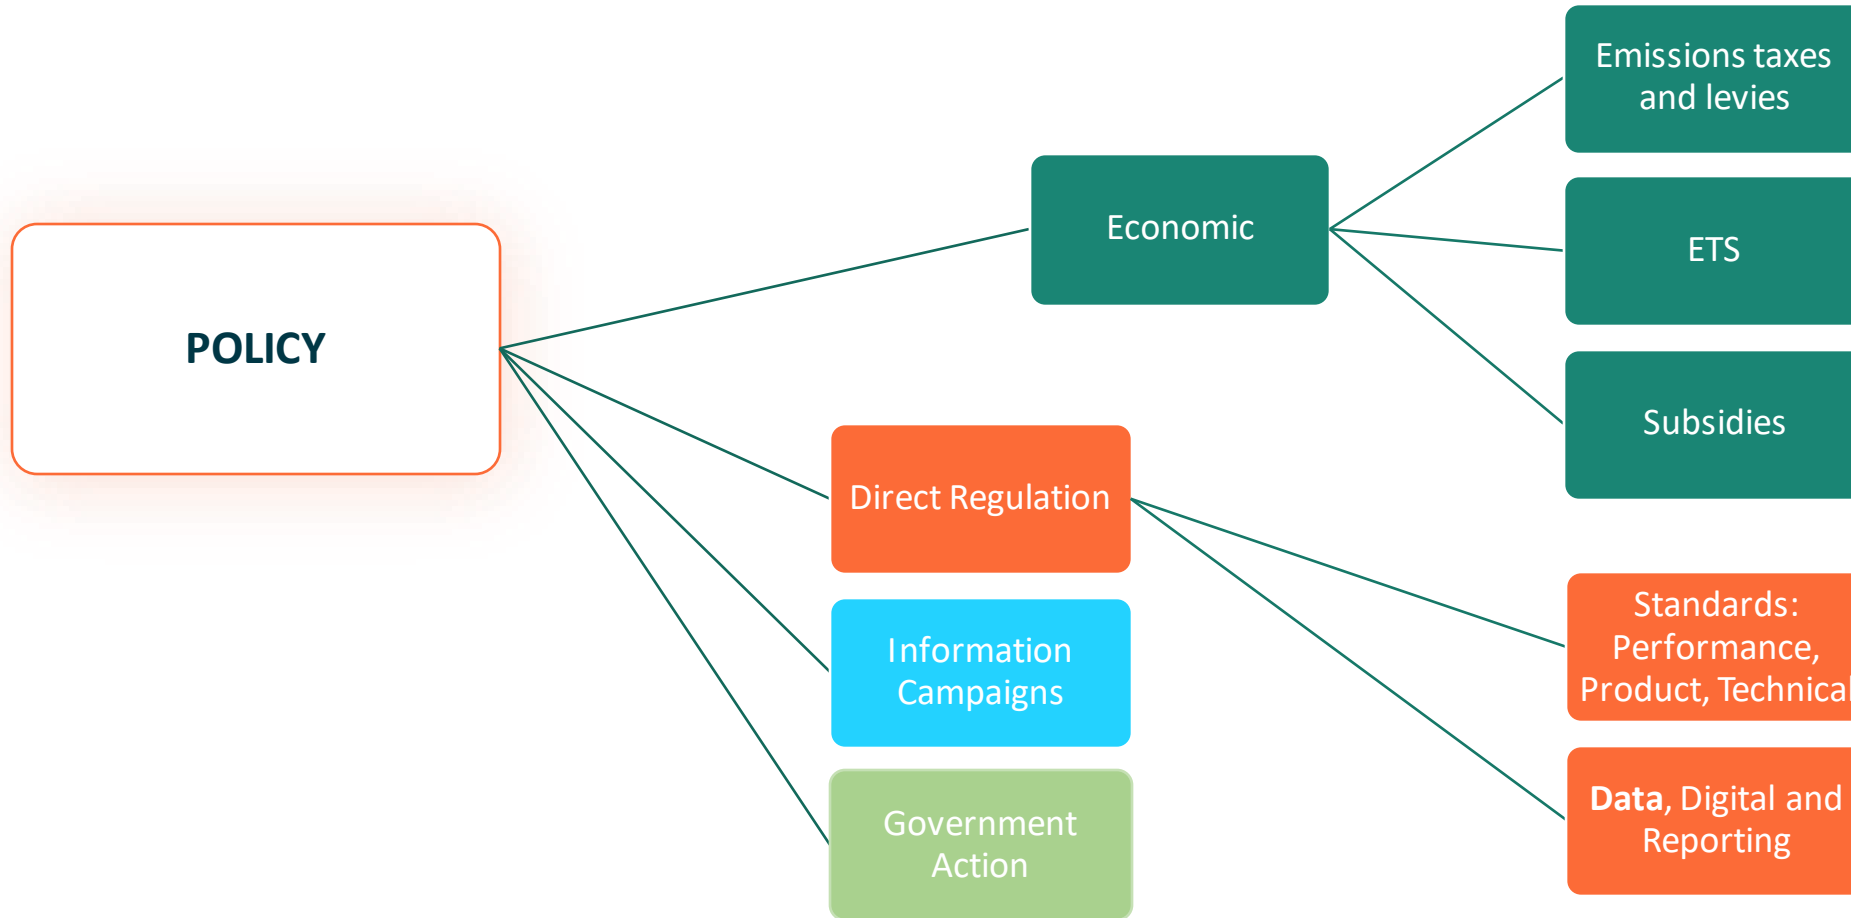 POLICY
Economic
Emissions taxes
and levies
ETS
Subsidies
Direct Regulation
Standards:
Performance,
Product, Technical
Data, Digital and
Reporting
Information
Campaigns
Government
Action